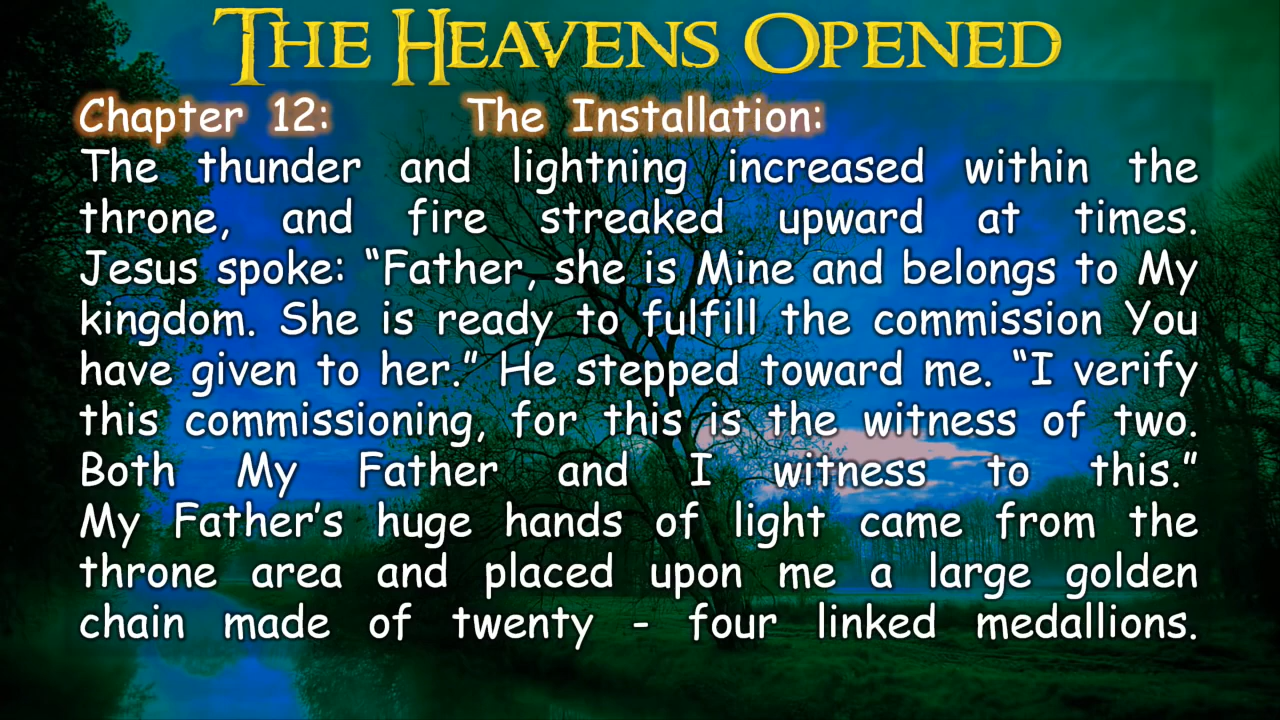 THE HEAVENS OPENED
Chapter 12: The Installation:
The thunder and lightning increased within the
throne, and fire streaked upward at times.
Jesus spoke: “Father, she is Mine and belongs to My
kingdom. She is ready to fulfill the commission You
have given to her.” He stepped toward me. “I verify
this commissioning, for this is the witness of two.
Both My Father and I witness to this.”
My Father’s huge hands of light came from the
throne area and placed upon me a large golden
chain made of twenty - four linked medallions.